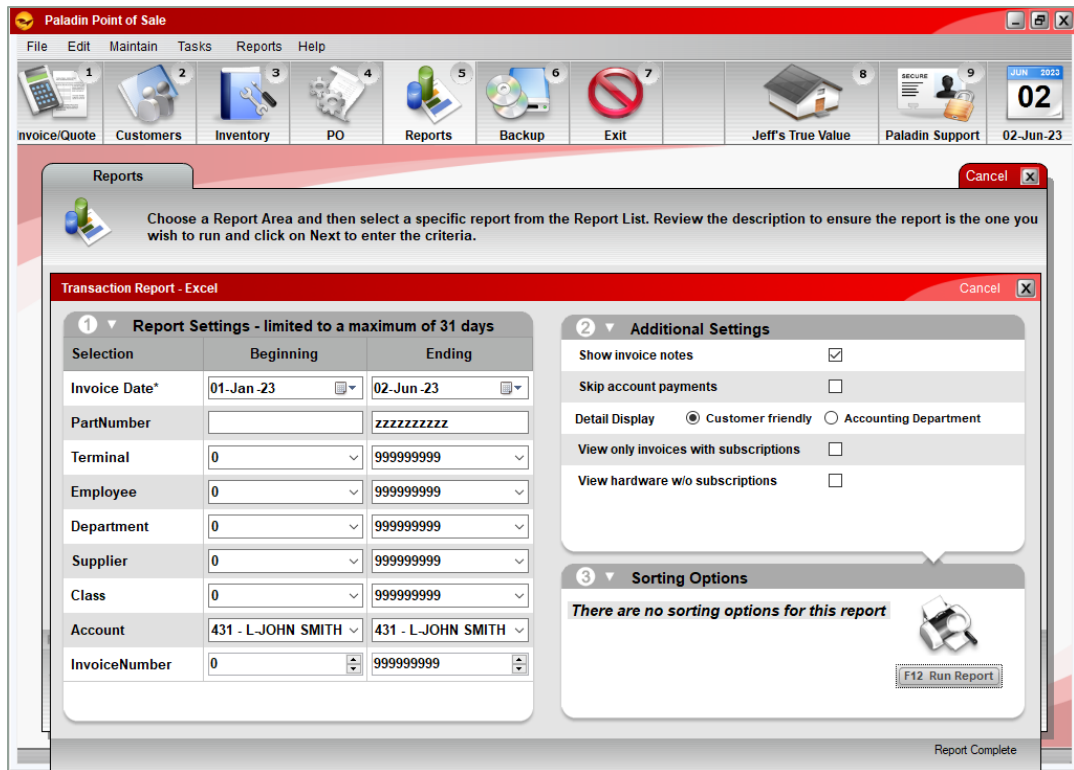 Paladin Point of Sale
File Edit Maintain Tasks Reports Help
1 2 3 4 5 6 7 8 9 JUN 2023
SECURE
02
nvoice/Quote Customers Inventory PO Reports Backup Exit Jeff's True Value Paladin Support 02-Jun-23
Reports
Cancel
Choose a Report Area and then select a specific report from the Report List. Review the description to ensure the report is the one you
wish to run and click on Next to enter the criteria.
Transaction Report - Excel
Cancel
1 Report Settings - limited to a maximum of 31 days
Selection Beginning Ending
Invoice Date* 01-Jan -23 02-Jun -23
PartNumber zzzzzzzzzz
Terminal 0 999999999
Employee 0 999999999
Department 0 999999999
Supplier 0 999999999
Class 0 999999999
Account 431 - L-JOHN SMITH 431 - L-JOHN SMITH
InvoiceNumber 0 999999999
2 Additional Settings
Show invoice notes
Skip account payments
Detail Display Customer friendly Accounting Department
View only invoices with subscriptions
View hardware w/o subscriptions
3 Sorting Options
There are no sorting options for this report
F12 Run Report
Report Complete